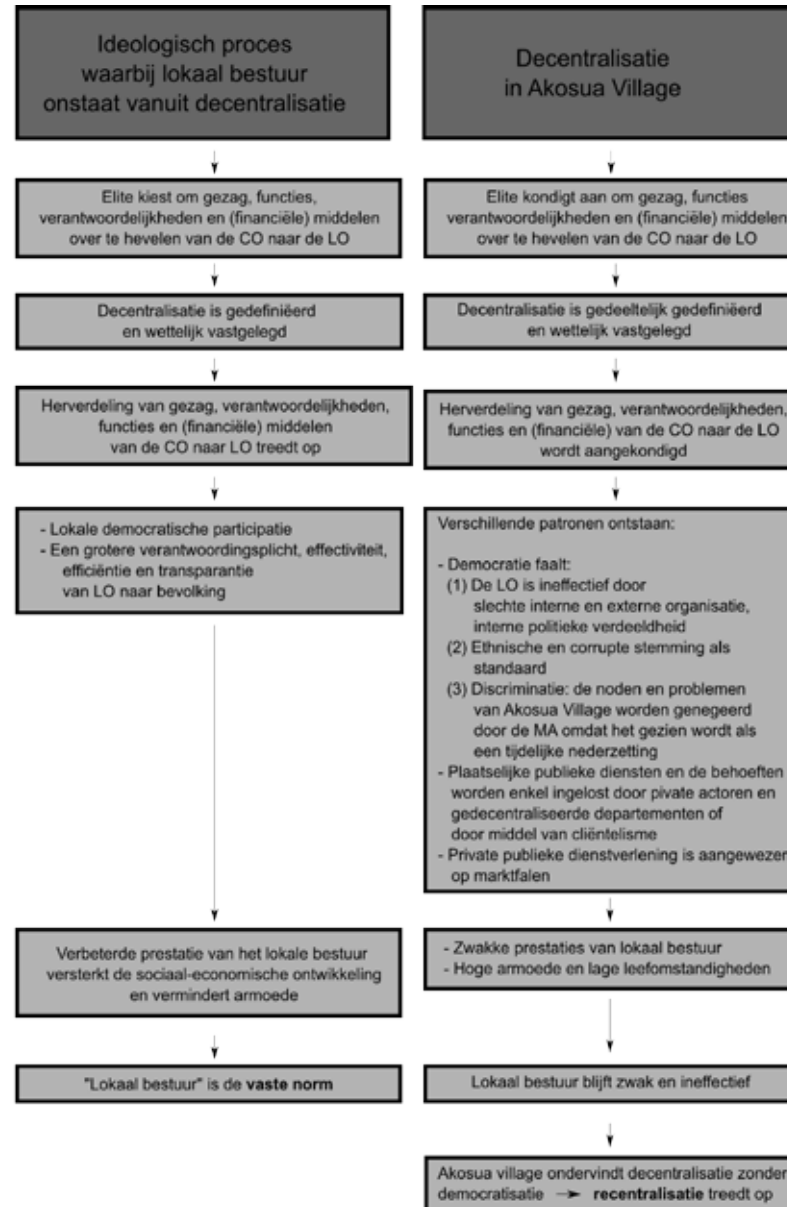 Ideologisch proces
waarbij lokaal bestuur
onstaat vanuit decentralisatie
Elite kiest om gezag, functies,
verantwoordelijkheden en (financiële) middelen
over te hevelen van de CO naar de LO
Decentralisatie is gedefiniëerd
en wettelijk vastgelegd
Herverdeling van gezag, verantwoordelijkheden,
functies en (financiële) middelen
van de CO naar LO treedt op
- Lokale democratische participatie
- Een grotere verantwoordingsplicht, effectiviteit,
efficiëntie en transparantie
van LO naar bevolking
Verbeterde prestatie van het lokale bestuur
versterkt de sociaal-economische ontwikkeling
en vermindert armoede
"Lokaal bestuur" is de vaste norm
Decentralisatie
in Akosua Village
Elite kondigt aan om gezag, functies
verantwoordelijkheden en (financiële) middelen
over te hevelen van de CO naar de LO
Decentralisatie is gedeeltelijk gedefiniëerd
en wettelijk vastgelegd
Herverdeling van gezag, verantwoordelijkheden,
functies en (financiële) van de CO naar de LO
wordt aangekondigd
Verschillende patronen ontstaan:
- Democratie faalt:
(1) De LO is ineffectief door
slechte interne en externe organisatie,
interne politieke verdeeldheid
(2) Ethnische en corrupte stemming als
standaard
(3) Discriminatie: de noden en problemen
van Akosua Village worden genegeerd
door de MA omdat het gezien wordt als
een tijdelijke nederzetting
- Plaatselijke publieke diensten en de behoeften
worden enkel ingelost door pivate actoren en
gedecentraliseerde departementen of
door middel van cliëntelisme
- Private publieke dienstverlening is aangewezen
op marktfalen
- Zwakke prestaties van lokaal bestuur
- Hoge armoede en lage leefomstandigheden
Lokaal bestuur blijft zwak en ineffectief
Akosua village ondervindt decentralisatie zonder
democratisatie → recentralisatie treedt op